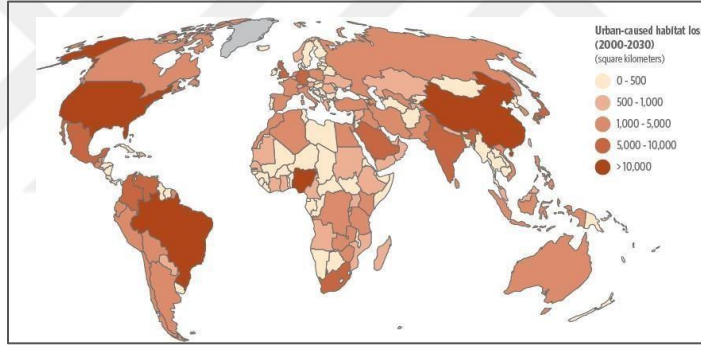 Urban-caused habitat loss
(2000-2030)
(square kilometers)
0 - 500
500 - 1,000
1,000 - 5,000
5,000 - 10,000
>10,000